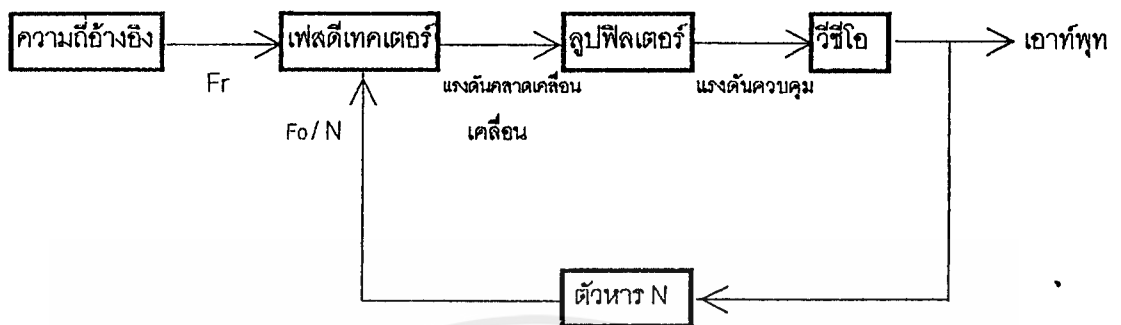 ความถี่อ้างอิง
เฟสดีเทคเตอร์
ลูปฟิลเตอร์
วีซีโอ
เอาท์พุท
Fr
แรงดันคลาดเคลื่อน
แรงดันควบคุม
Fo/N
เคลื่อน
ตัวหาร N